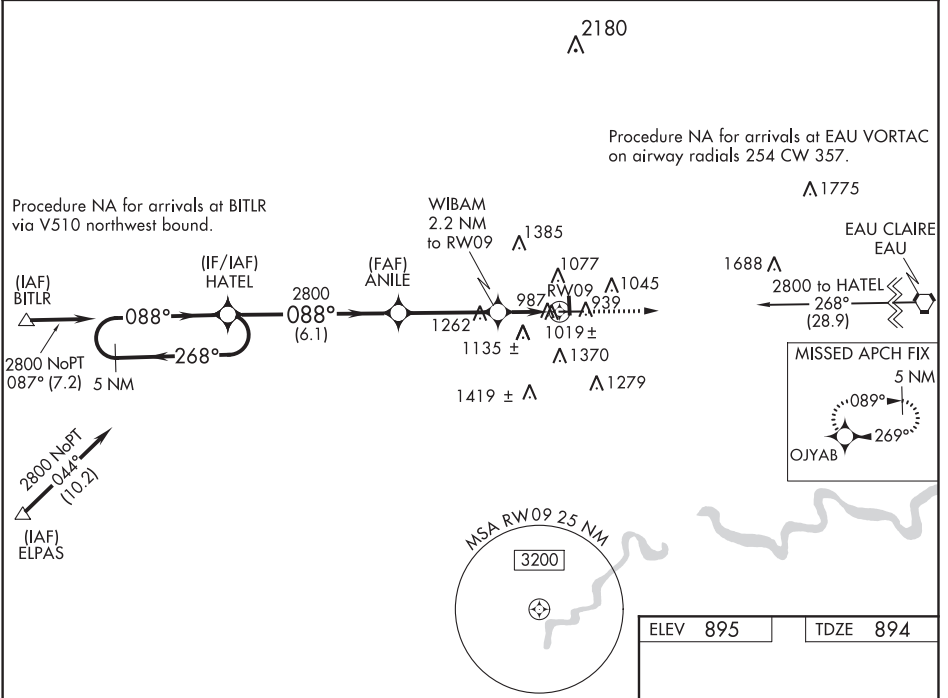 2180
Procedure NA for arrivals at EAU VORTAC
on airway radials 254 CW 357.
1775
Procedure NA for arrivals at BITLR
via V510 northwest bound.
WIBAM
2.2 NM
to RW09
1385
EAU CLAIRE
EAU
(IAF)
BITLR
(IF/IAF)
HATEL
(FAF)
ANILE
1077
1045
1688
2800 to HATEL
268°
(28.9)
RW09
088°
2800
088°
(6.1)
1262
987
939
1135 ±
1019 ±
268°
2800 NoPT
087° (7.2)
5 NM
1370
1279
1419 ±
MISSED APCH FIX
5 NM
089°
269°
OJYAB
2800 NoPT
044°
(10.2)
(IAF)
ELPAS
MSA RW09 25 NM
3200
ELEV 895
TDZE 894